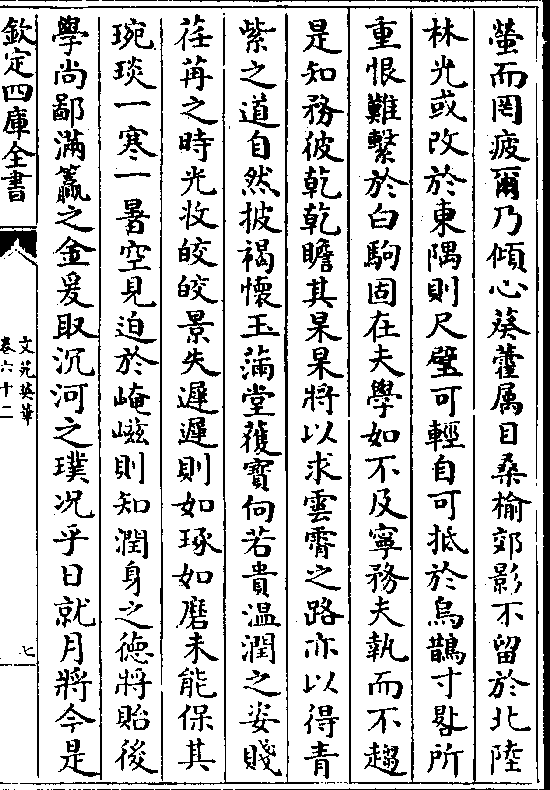 螢而罔疲爾乃傾心葵藿属目桑榆郊影不留於北陸
林光或改於東隅則尺璧可輕自可抵於烏鵲寸晷所
重恨難繫於白駒固在夫學如不及寧務夫執而不趨
是知務彼乾乾瞻其杲杲將以求雲霄之路亦以得青
紫之道自然披褐懷玉滿堂蒦寳何若貴温潤之姿賤
荏苒之時光收皎皎景失遲遲則如琢如磨未能保其
琬琰一寒一暑空見迫於崦嵫則知潤身之徳將貽後
學尚鄙滿籝之金爰取沉河之璞况乎日就月將今是
欽定四庫全書
文苑英華
卷六十二
七